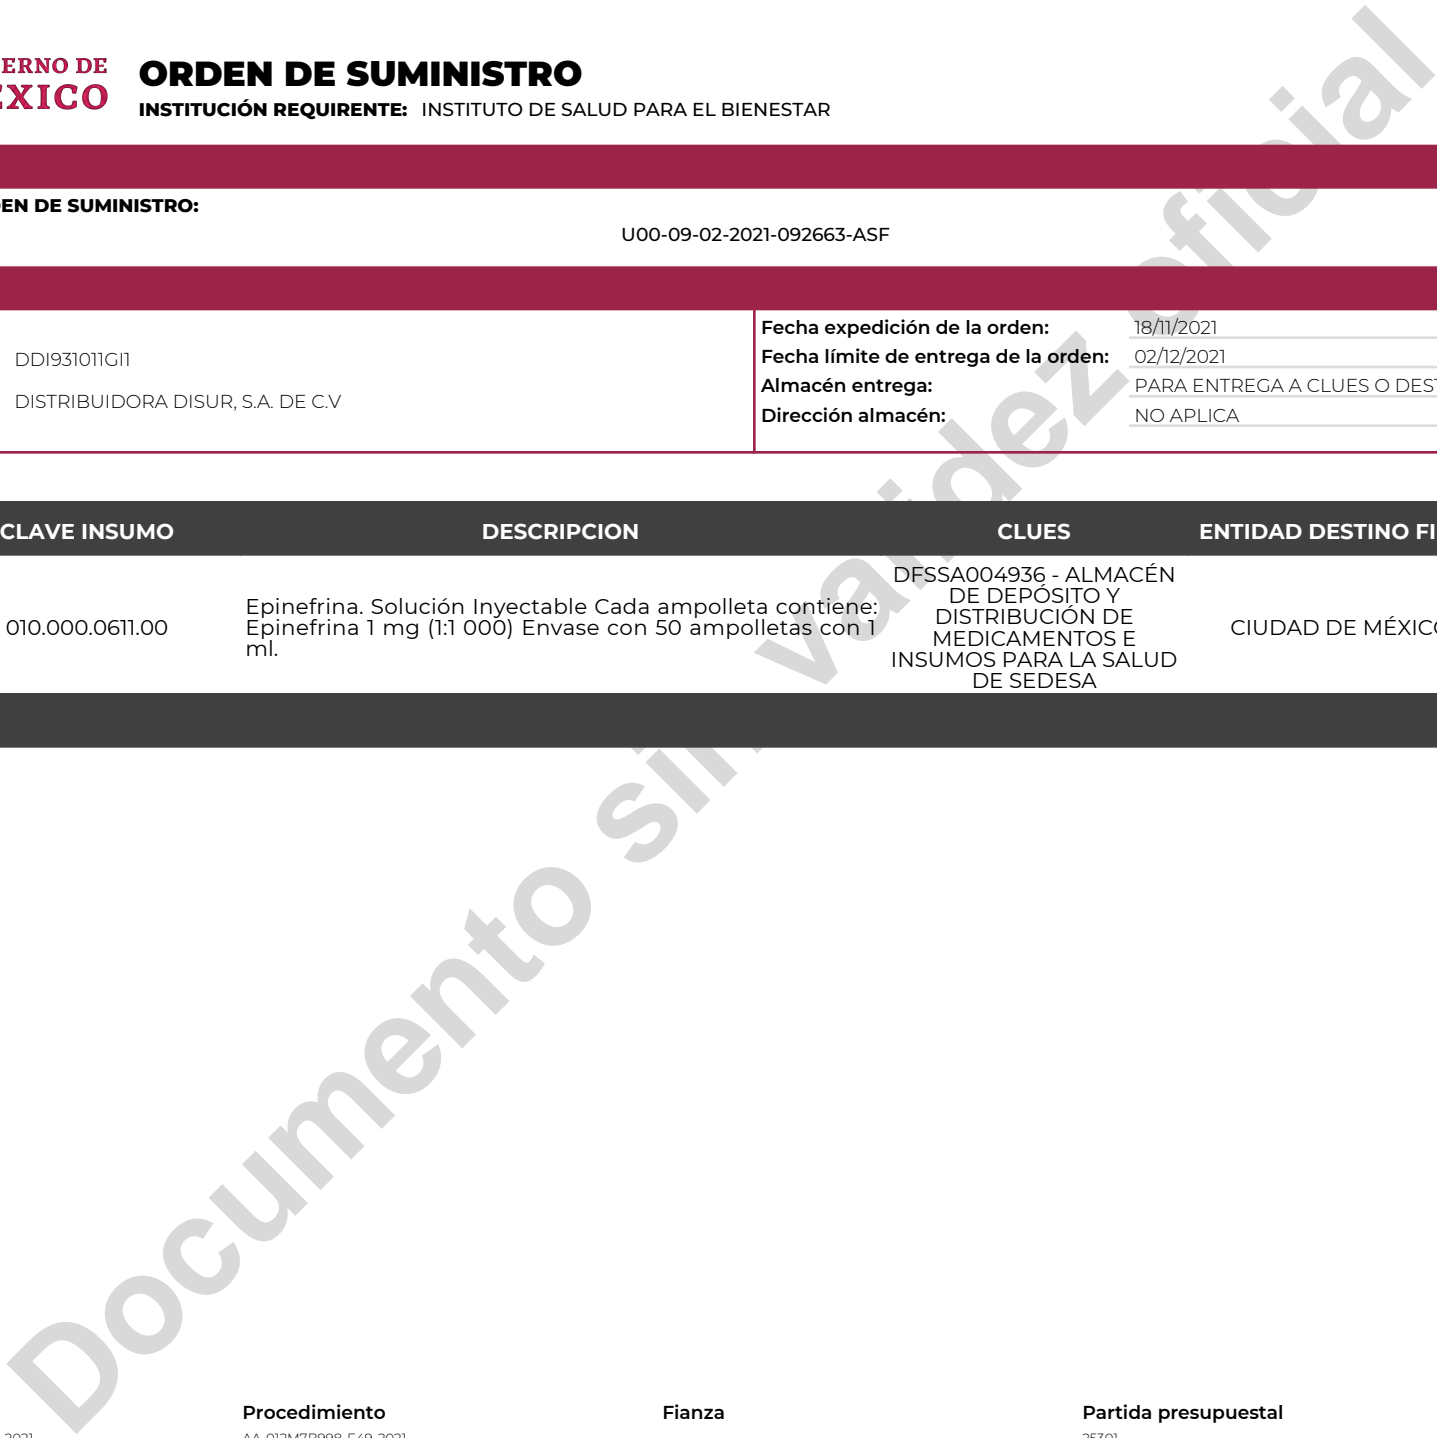 ERNO DE
ÉXICO
ORDEN DE SUMINISTRO
INSTITUCIÓN REQUIRENTE: INSTITUTO DE SALUD PARA EL BIENESTAR
EN DE SUMINISTRO:
U00-09-02-2021-092663-ASF
DDI931011GI1
DISTRIBUIDORA DISUR, S.A. DE C.V
Fecha expedición de la orden: 18/11/2021
Fecha límite de entrega de la orden: 02/12/2021
Almacén entrega: PARA ENTREGA A CLUES O DEST
Dirección almacén: NO APLICA
CLAVE INSUMO DESCRIPCION CLUES ENTIDAD DESTINO FI
010.000.0611.00
Epinefrina. Solución Inyectable Cada ampolleta contiene:
Epinefrina 1 mg (1:1 000) Envase con 50 ampolletas con 1
ml.
DFSSA004936 - ALMACÉN
DE DEPÓSITO Y
DISTRIBUCIÓN DE
MEDICAMENTOS E
INSUMOS PARA LA SALUD
DE SEDESA
CIUDAD DE MÉXICO
Documento sin validez oficial
Procedimiento Fianza Partida presupuestal